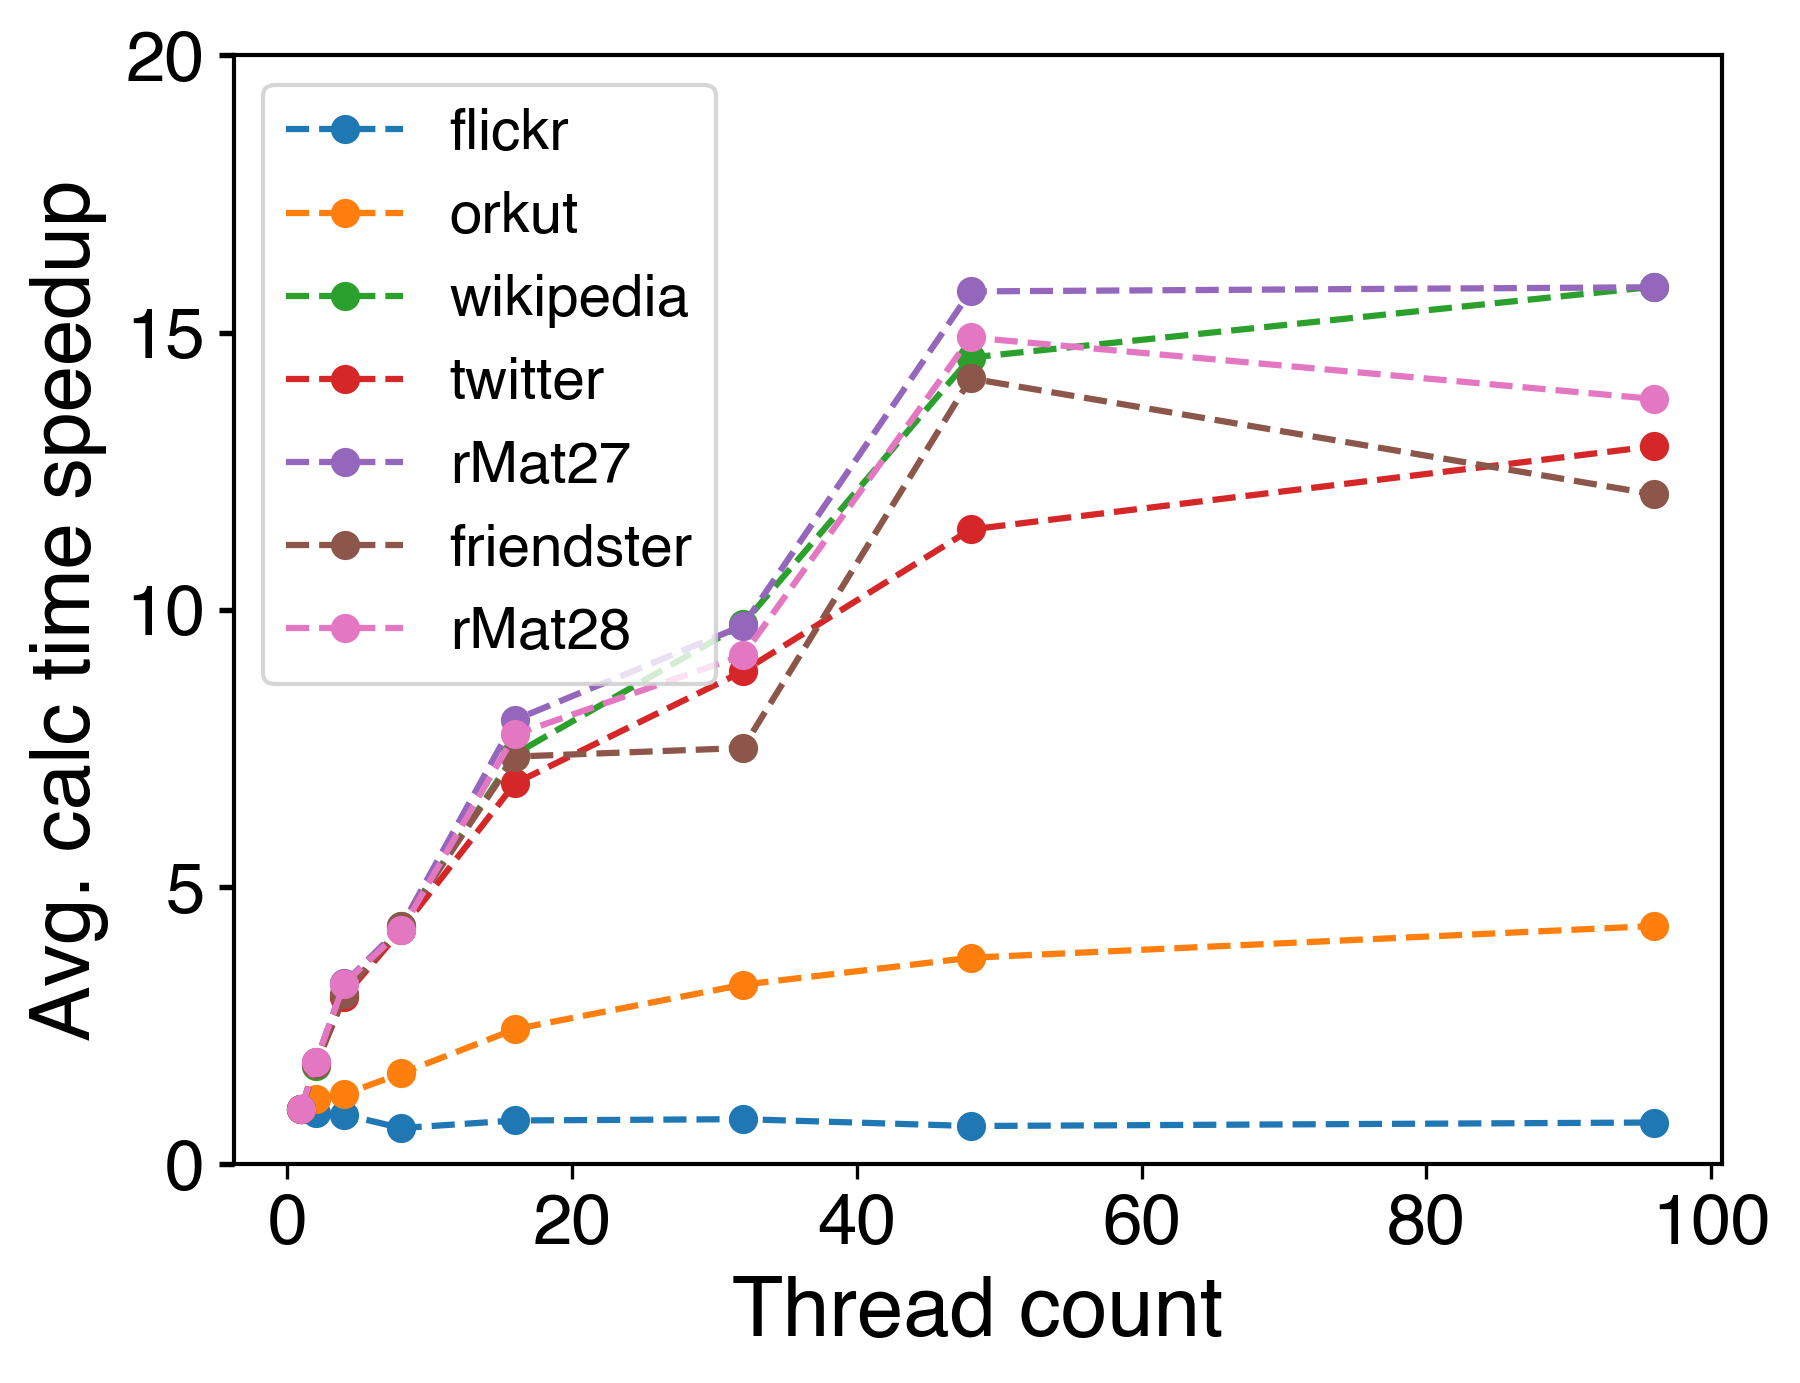 20
15
10
5
0
Avg. calc time speedup
flickr
orkut
wikipedia
twitter
rMat27
friendster
rMat28
0 20 40 60 80 100
Thread count